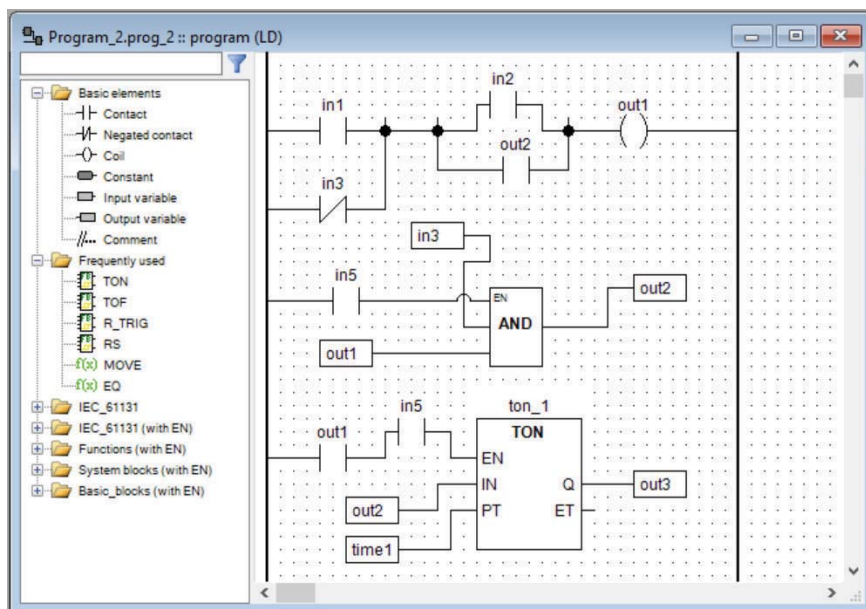 Program_2.prog_2 :: program (LD)
Basic elements
Contact
Negated contact
Coil
Constant
Input variable
Output variable
Comment
Frequently used
TON
TOF
R_TRIG
RS
f(x) MOVE
f(x) EQ
IEC_61131
IEC_61131 (with EN)
Functions (with EN)
System blocks (with EN)
Basic_blocks (with EN)
in1
in2
out1
out2
in3
in3
in5
EN
AND
out2
out1
out1
in5
ton_1
TON
EN
IN
Q
out3
out2
PT
ET
time1